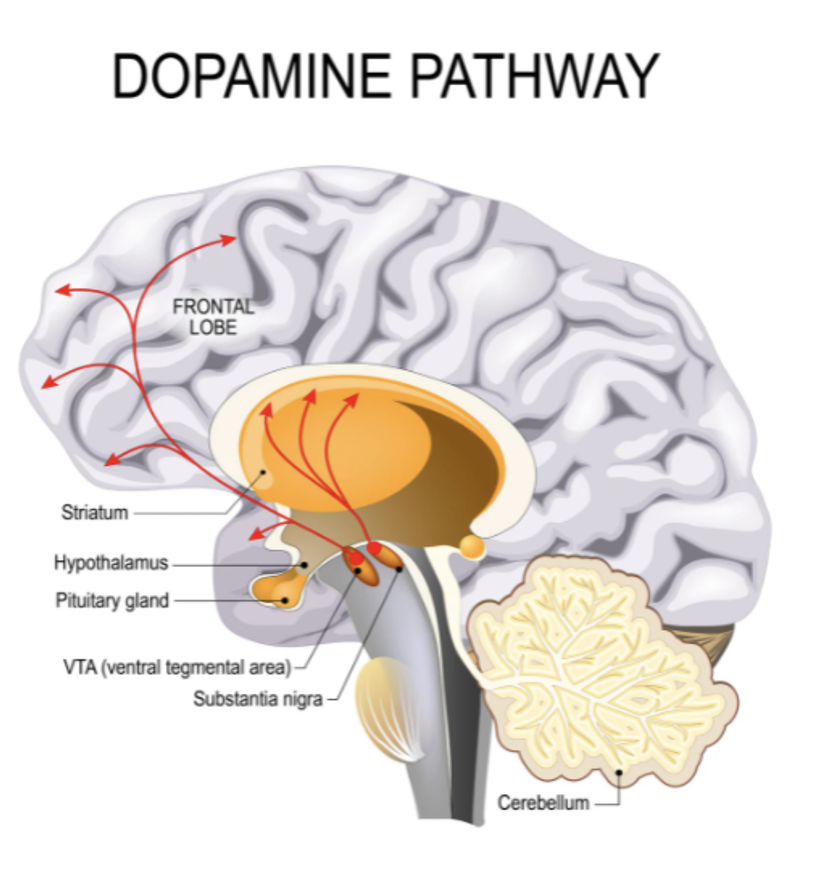 DOPAMINE PATHWAY
FRONTAL
LOBE
Striatum
Hypothalamus
Pituitary gland
VTA (ventral tegmental area)
Substantia nigra
Cerebellum